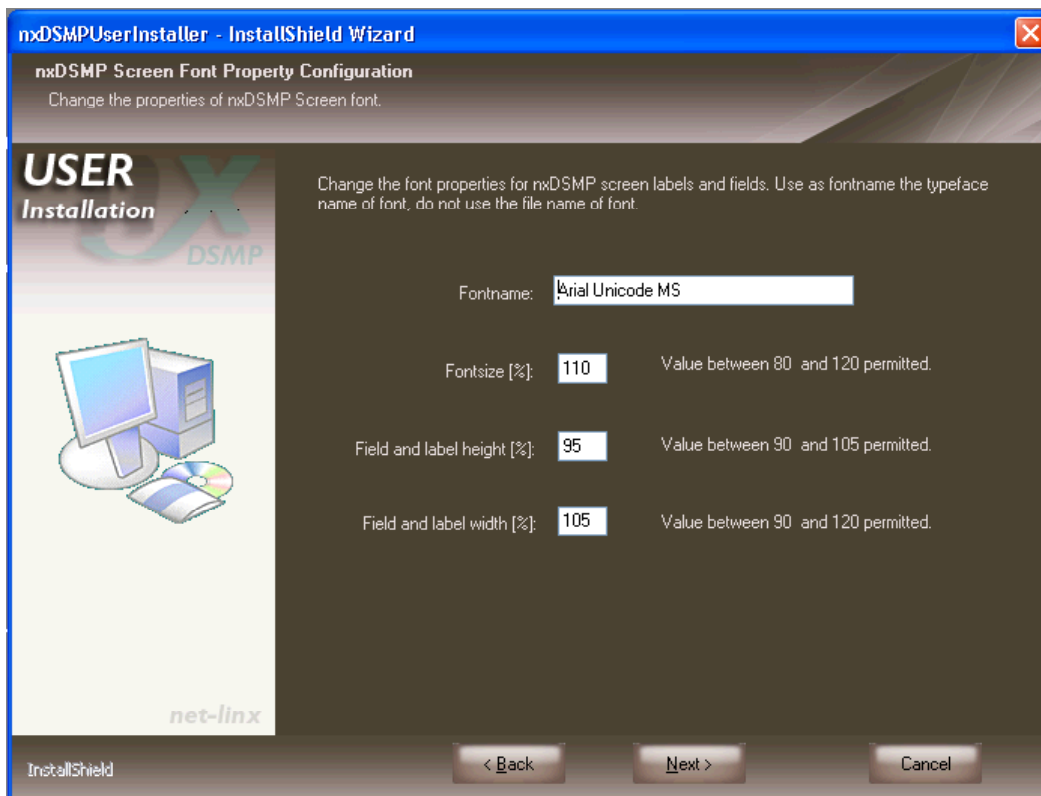 nxDSMPUserInstaller - InstallShield Wizard
nxDSMP Screen Font Property Configuration
Change the properties of nxDSMP Screen font.
USER
Installation
X
DSMP
Change the font properties for nxDSMP screen labels and fields. Use as fontname the typeface
name of font, do not use the file name of font.
Fontname: Arial Unicode MS
Fontsize [%]: 110 Value between 80 and 120 permitted.
Field and label height [%]: 95 Value between 90 and 105 permitted.
Field and label width [%]: 105 Value between 90 and 120 permitted.
net-linx
InstallShield
< Back Next > Cancel